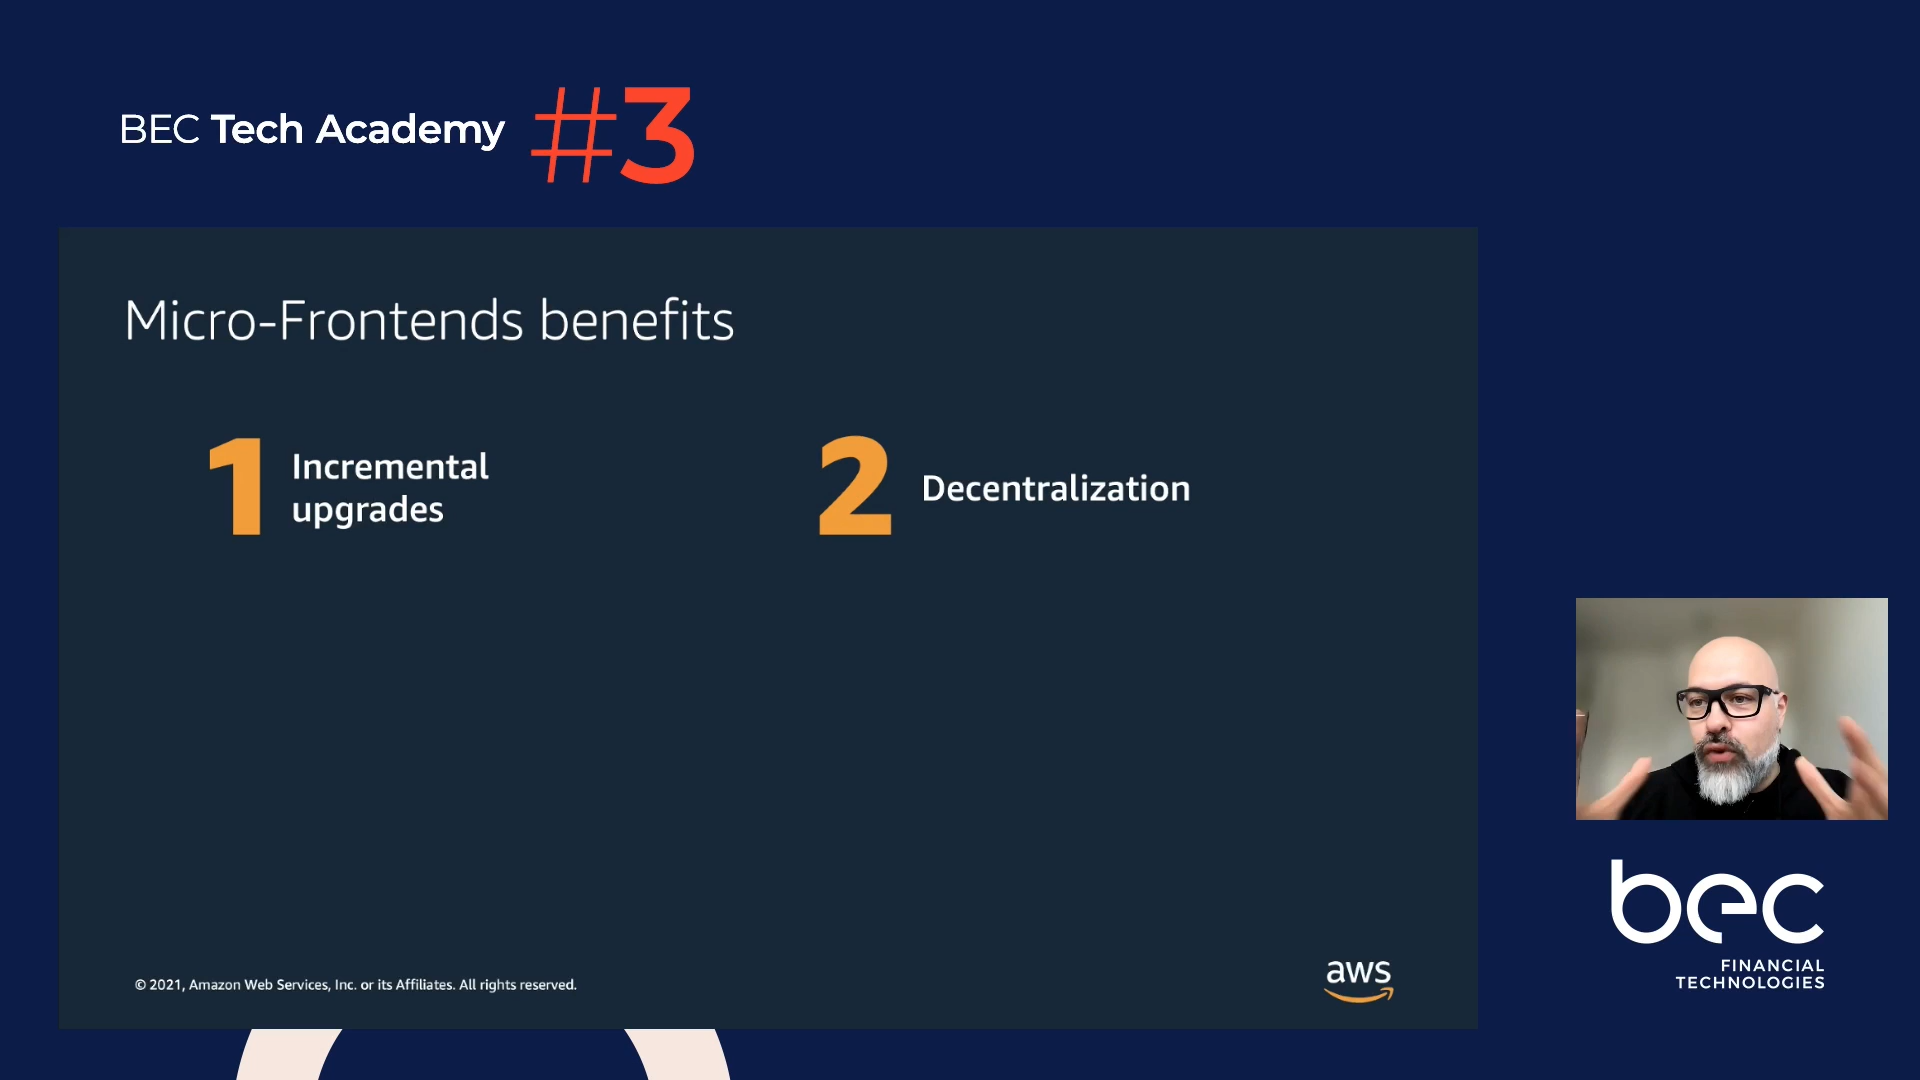 BEC Tech Academy #3
Micro-Frontends benefits
1 Incremental
upgrades
2 Decentralization
© 2021, Amazon Web Services, Inc. or its Affiliates. All rights reserved.
aws
bec
FINANCIAL
TECHNOLOGIES